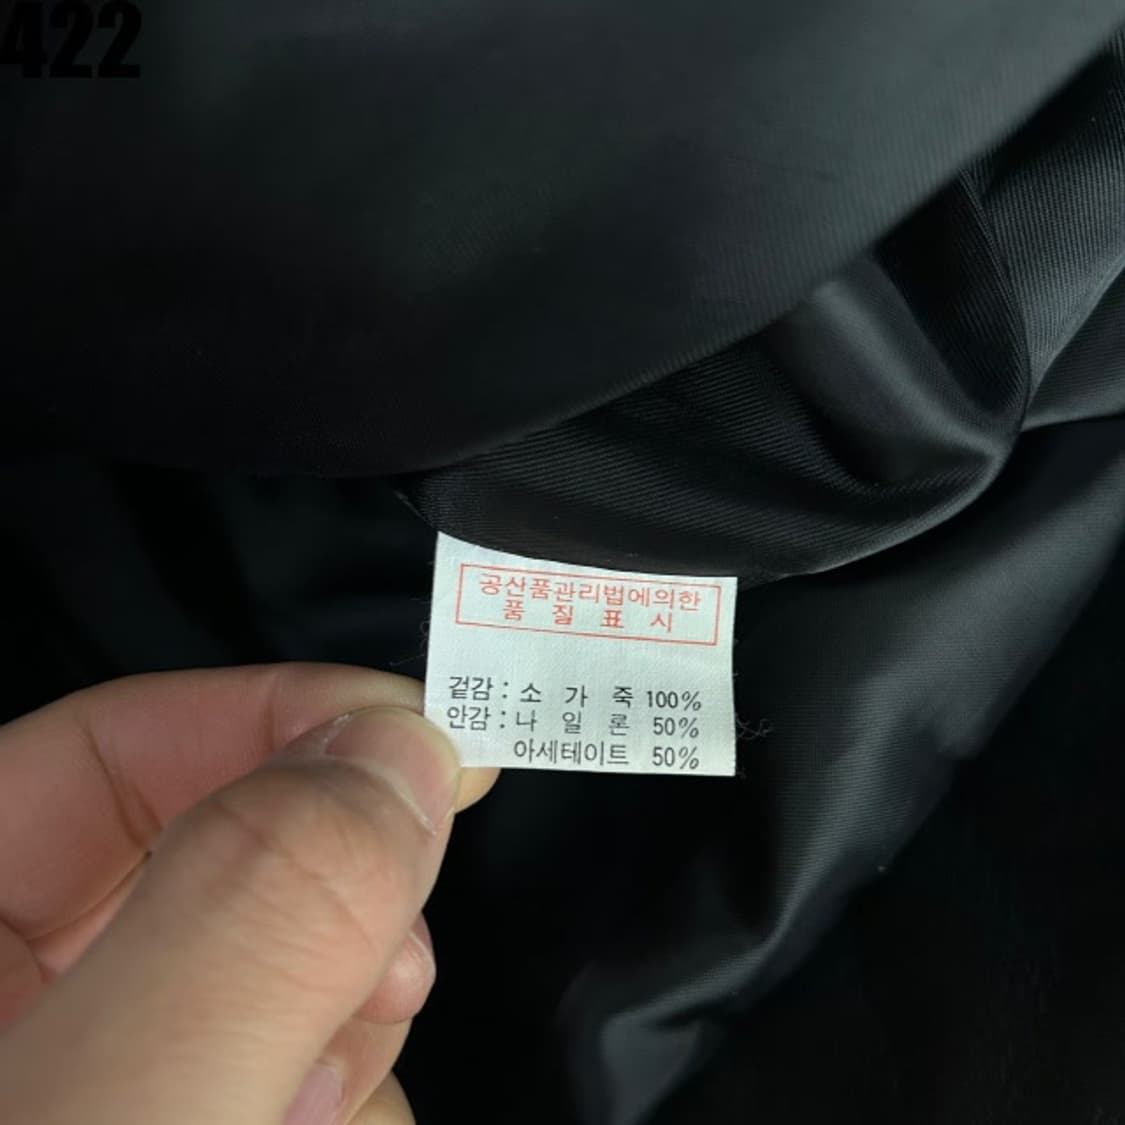 422
공산품관리법에의한
품 질 표 시
겉감 : 소 가 죽 100%
안감 : 나 일 론 50%
아세테이트 50%